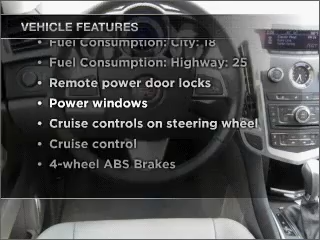 VEHICLE FEATURES
• Fuel Consumption: City: 18
• Fuel Consumption: Highway: 25
• Remote power door locks
• Power windows
• Cruise controls on steering wheel
• Cruise control
• 4-wheel ABS Brakes